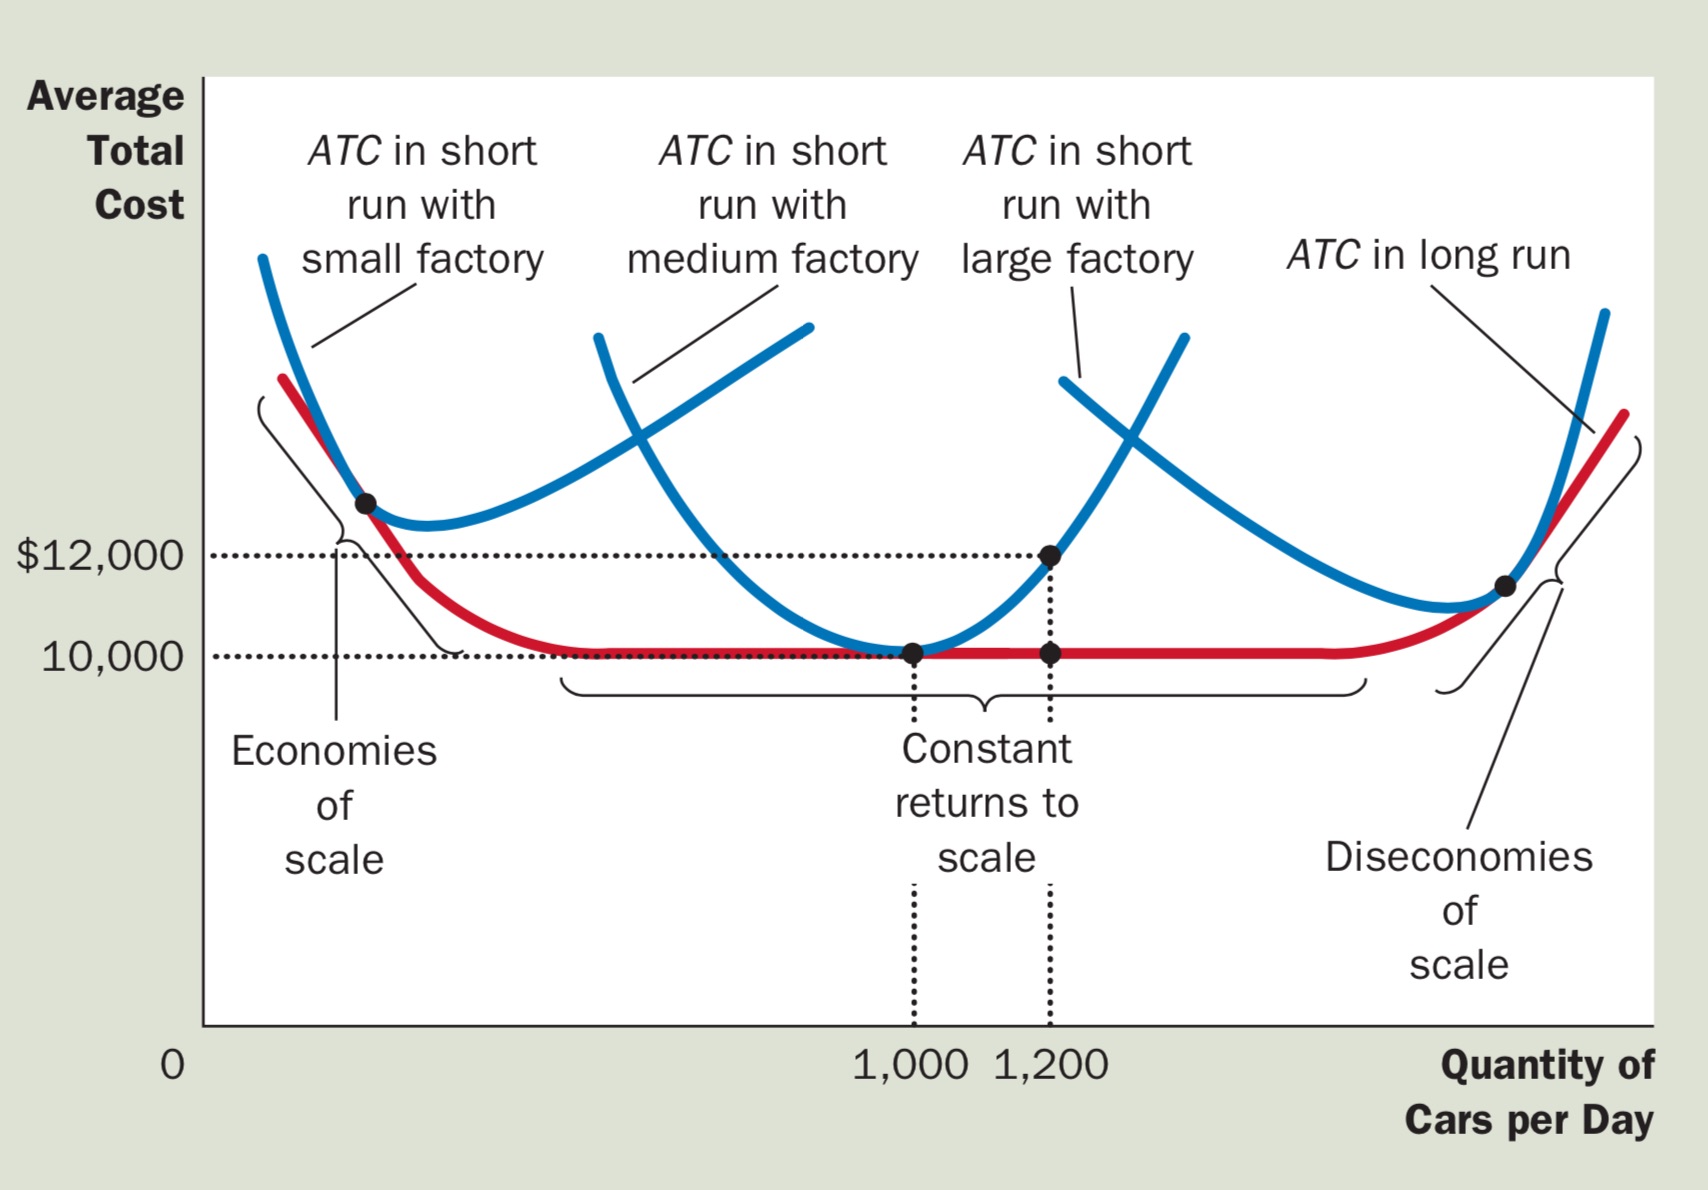 Average
Total
Cost
ATC in short
run with
small factory
ATC in short
run with
medium factory
ATC in short
run with
large factory
ATC in long run
$12,000
10,000
Economies
of
scale
Constant
returns to
scale
Diseconomies
of
scale
0
1,000
1,200
Quantity of
Cars per Day